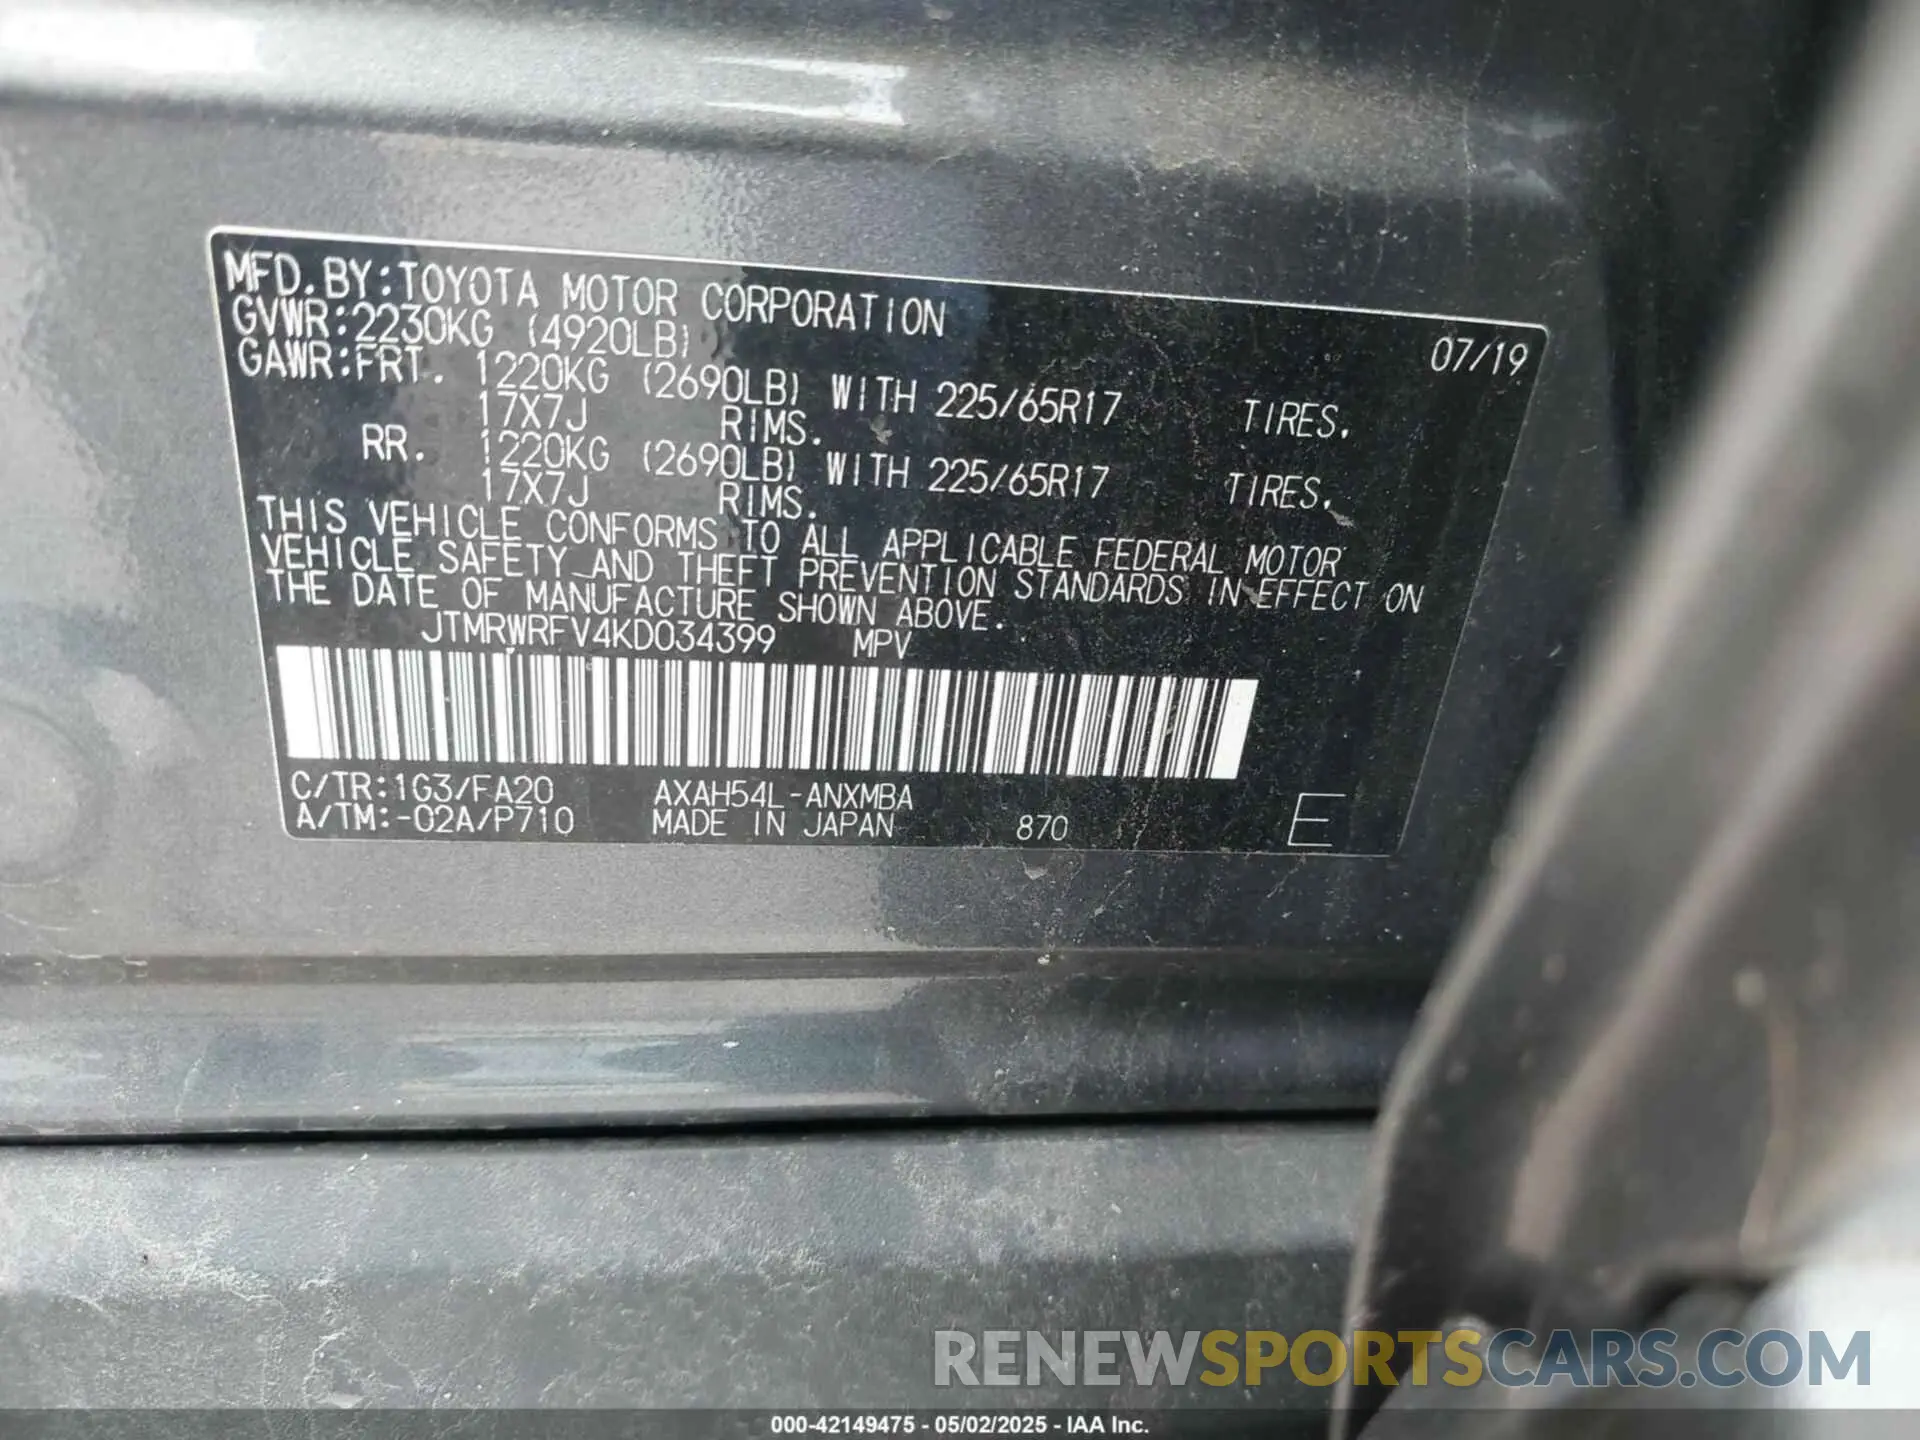 MFD.BY:TOYOTA MOTOR CORPORATION 07/19
GVWR:2230KG (4920LB)
GAWR:FRT. 1220KG (2690LB) WITH 225/65R17 TIRES.
17X7J RIMS.
RR. 1220KG (2690LB) WITH 225/65R17 TIRES.
17X7J RIMS.
THIS VEHICLE CONFORMS TO ALL APPLICABLE FEDERAL MOTOR
VEHICLE SAFETY AND THEFT PREVENTION STANDARDS IN EFFECT ON
THE DATE OF MANUFACTURE SHOWN ABOVE.
JTMRWRFV4KD034399 MPV
C/TR:1G3/FA20 AXAH54L-ANXMBA
A/TM:-02A/P710 MADE IN JAPAN 870 E
RENEWSPORTSCARS.COM
000-42149475 - 05/02/2025 - IAA Inc.